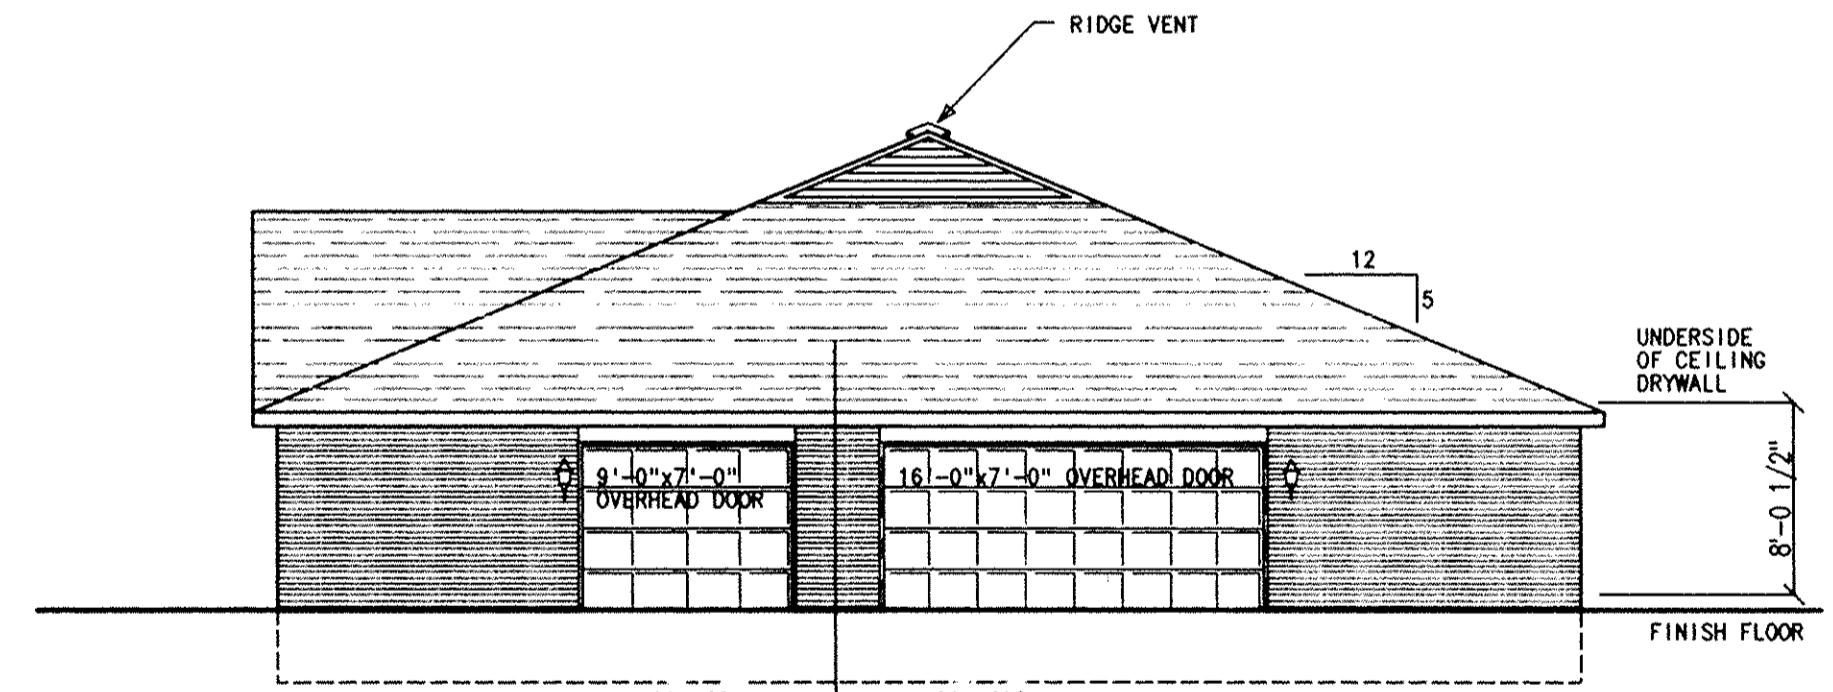 RIDGE VENT
12
5
UNDERSIDE
OF CEILING
DRYWALL
9'-0"x7'-0"
OVERHEAD DOOR
16'-0"x7'-0" OVERHEAD DOOR
8'-0 1/2"
FINISH FLOOR